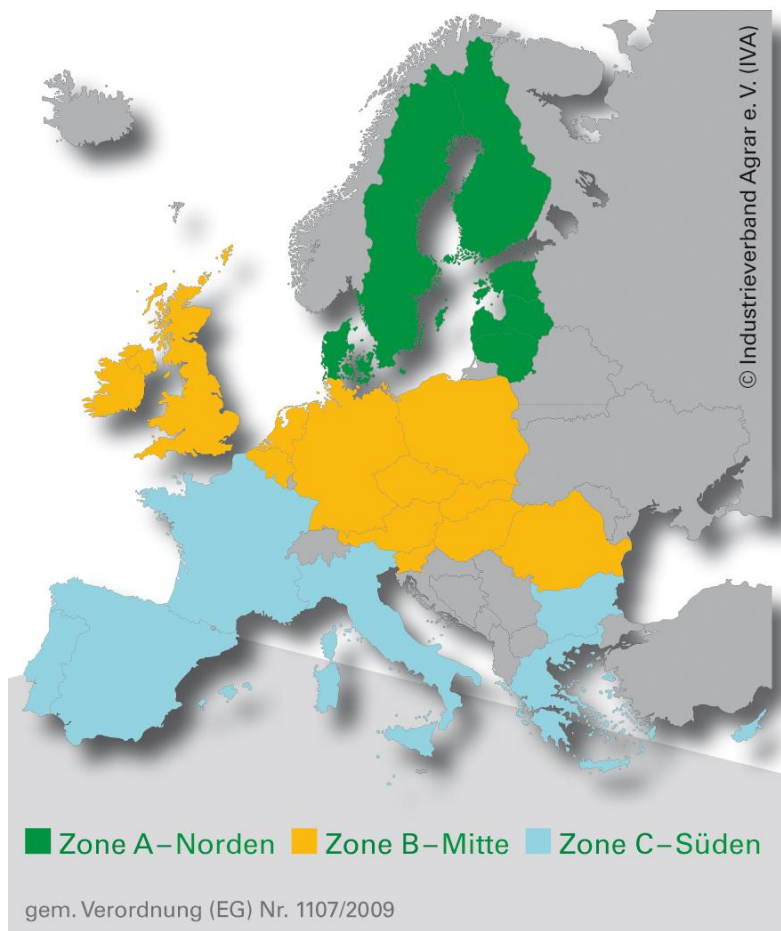 © Industrieverband Agrar e. V. (IVA)
Zone A–Norden Zone B–Mitte Zone C–Süden
gem. Verordnung (EG) Nr. 1107/2009